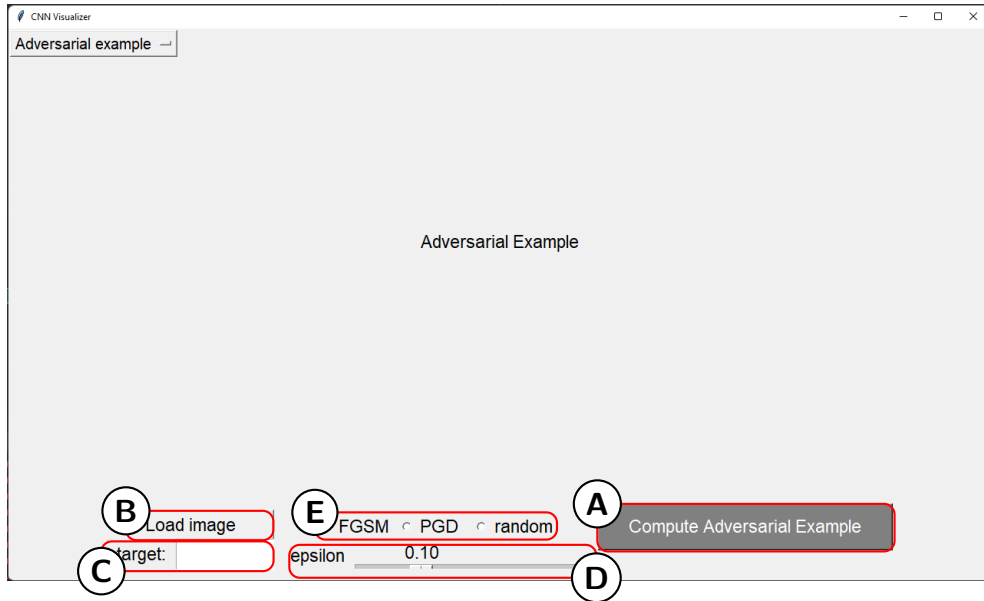 CNN Visualizer
Adversarial example
Adversarial Example
A
B Load image
E FGSM PGD random
Compute Adversarial Example
C target:
epsilon 0.10
D